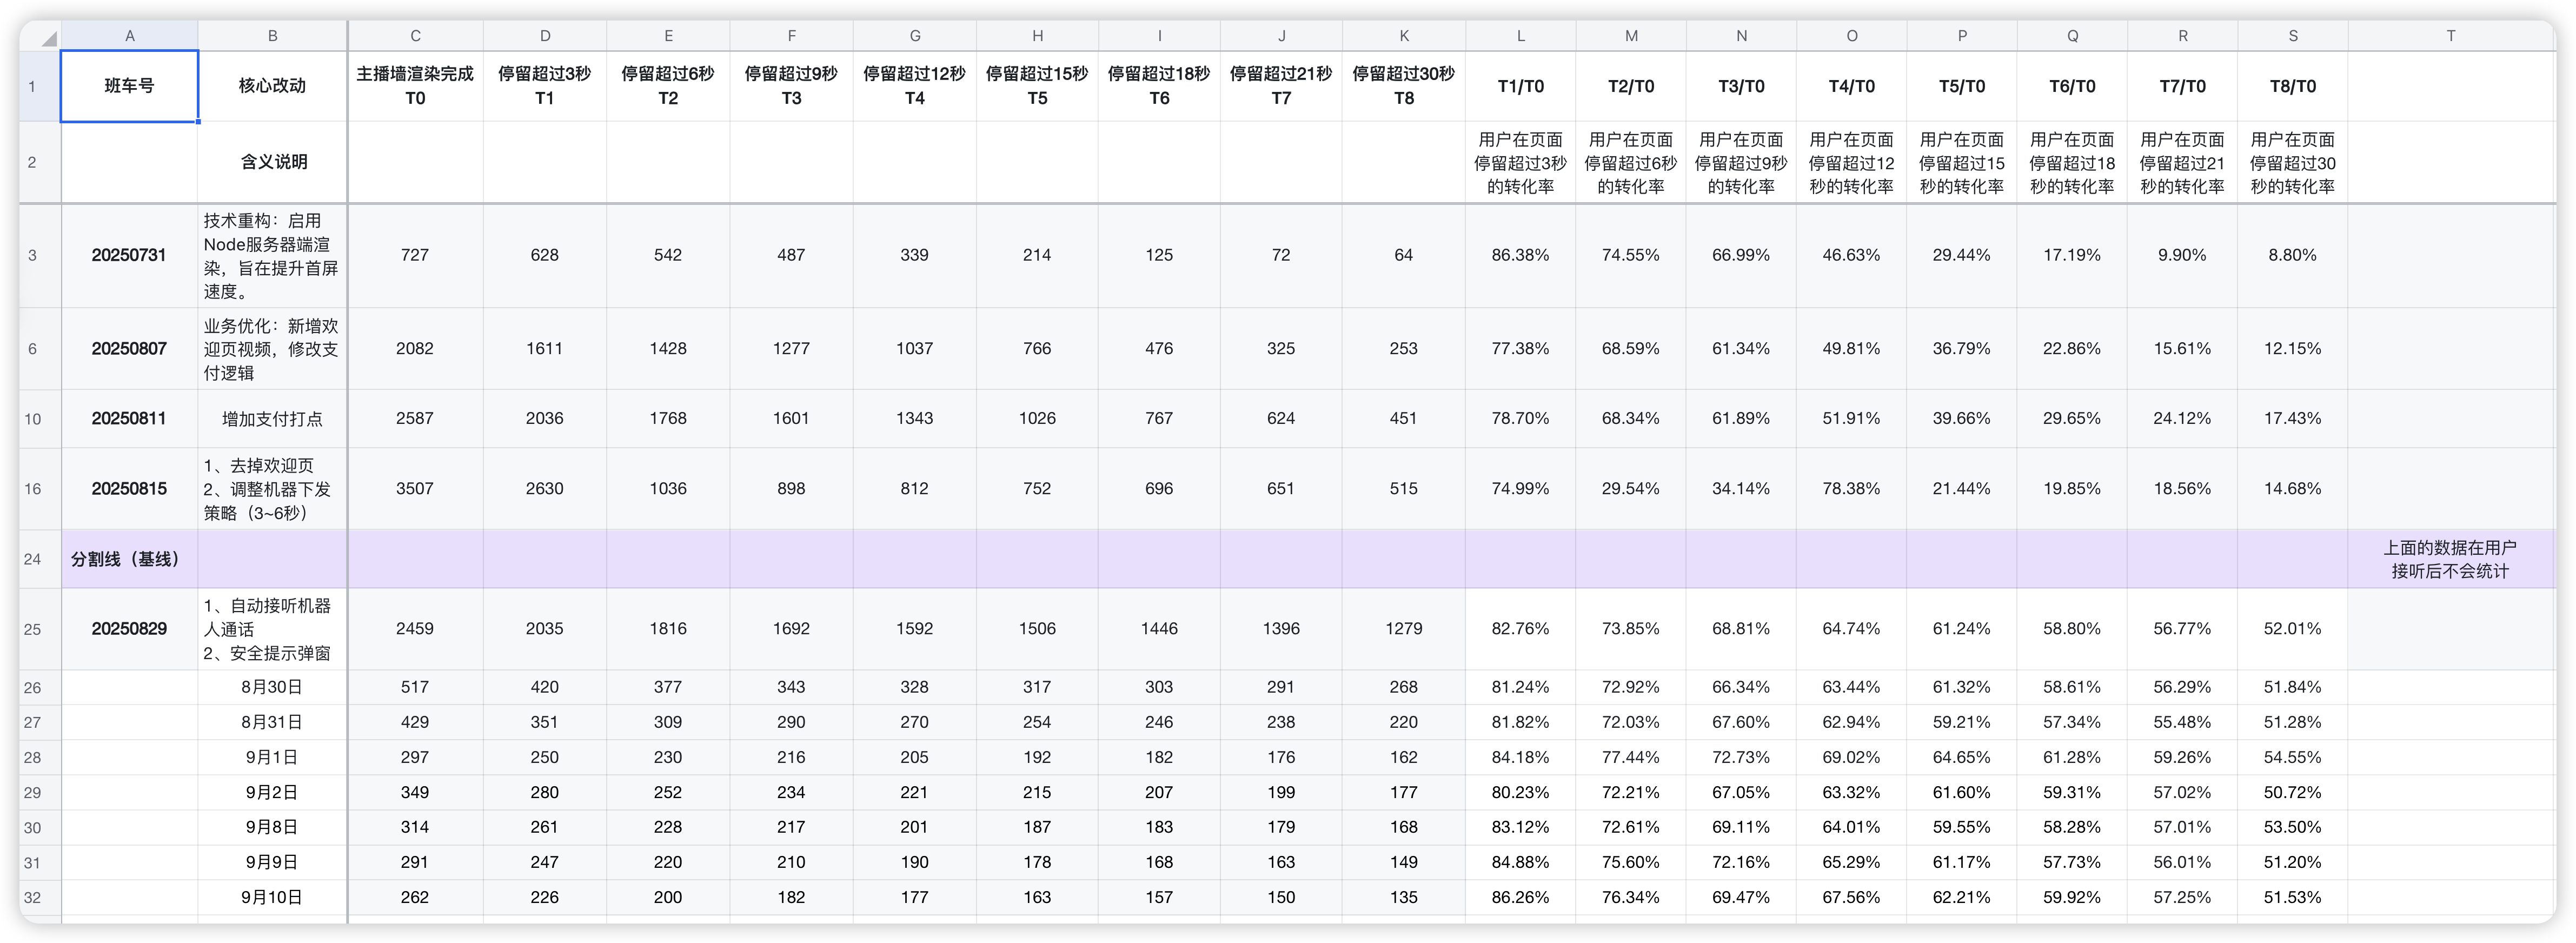 A B C D E F G H I J K L M N O P Q R S T
1 班车号 核心改动 主播墙渲染完成 T0 停留超过3秒 T1 停留超过6秒 T2 停留超过9秒 T3 停留超过12秒 T4 停留超过15秒 T5 停留超过18秒 T6 停留超过21秒 T7 停留超过30秒 T8 T1/T0 T2/T0 T3/T0 T4/T0 T5/T0 T6/T0 T7/T0 T8/T0
2 含义说明 用户在页面停留超过3秒的转化率 用户在页面停留超过6秒的转化率 用户在页面停留超过9秒的转化率 用户在页面停留超过12秒的转化率 用户在页面停留超过15秒的转化率 用户在页面停留超过18秒的转化率 用户在页面停留超过21秒的转化率 用户在页面停留超过30秒的转化率
3 20250731 技术重构：启用Node服务器端渲染，旨在提升首屏速度。 727 628 542 487 339 214 125 72 64 86.38% 74.55% 66.99% 46.63% 29.44% 17.19% 9.90% 8.80%
6 20250807 业务优化：新增欢迎页视频，修改支付逻辑 2082 1611 1428 1277 1037 766 476 325 253 77.38% 68.59% 61.34% 49.81% 36.79% 22.86% 15.61% 12.15%
10 20250811 增加支付打点 2587 2036 1768 1601 1343 1026 767 624 451 78.70% 68.34% 61.89% 51.91% 39.66% 29.65% 24.12% 17.43%
16 20250815 1、去掉欢迎页 2、调整机器下发策略（3~6秒） 3507 2630 1036 898 812 752 696 651 515 74.99% 29.54% 34.14% 78.38% 21.44% 19.85% 18.56% 14.68%
24 分割线（基线） 上面的数据在用户接听后不会统计
25 20250829 1、自动接听机器人通话 2、安全提示弹窗 2459 2035 1816 1692 1592 1506 1446 1396 1279 82.76% 73.85% 68.81% 64.74% 61.24% 58.80% 56.77% 52.01%
26 8月30日 517 420 377 343 328 317 303 291 268 81.24% 72.92% 66.34% 63.44% 61.32% 58.61% 56.29% 51.84%
27 8月31日 429 351 309 290 270 254 246 238 220 81.82% 72.03% 67.60% 62.94% 59.21% 57.34% 55.48% 51.28%
28 9月1日 297 250 230 216 205 192 182 176 162 84.18% 77.44% 72.73% 69.02% 64.65% 61.28% 59.26% 54.55%
29 9月2日 349 280 252 234 221 215 207 199 177 80.23% 72.21% 67.05% 63.32% 61.60% 59.31% 57.02% 50.72%
30 9月8日 314 261 228 217 201 187 183 179 168 83.12% 72.61% 69.11% 64.01% 59.55% 58.28% 57.01% 53.50%
31 9月9日 291 247 220 210 190 178 168 163 149 84.88% 75.60% 72.16% 65.29% 61.17% 57.73% 56.01% 51.20%
32 9月10日 262 226 200 182 177 163 157 150 135 86.26% 76.34% 69.47% 67.56% 62.21% 59.92% 57.25% 51.53%